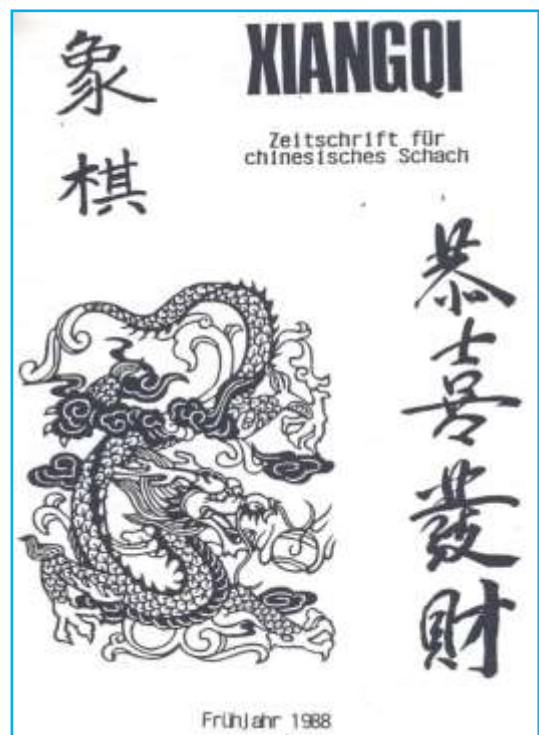 象棋
XIANGQI
Zeitschrift für
chinesisches Schach
恭喜發財
Frühjahr 1988